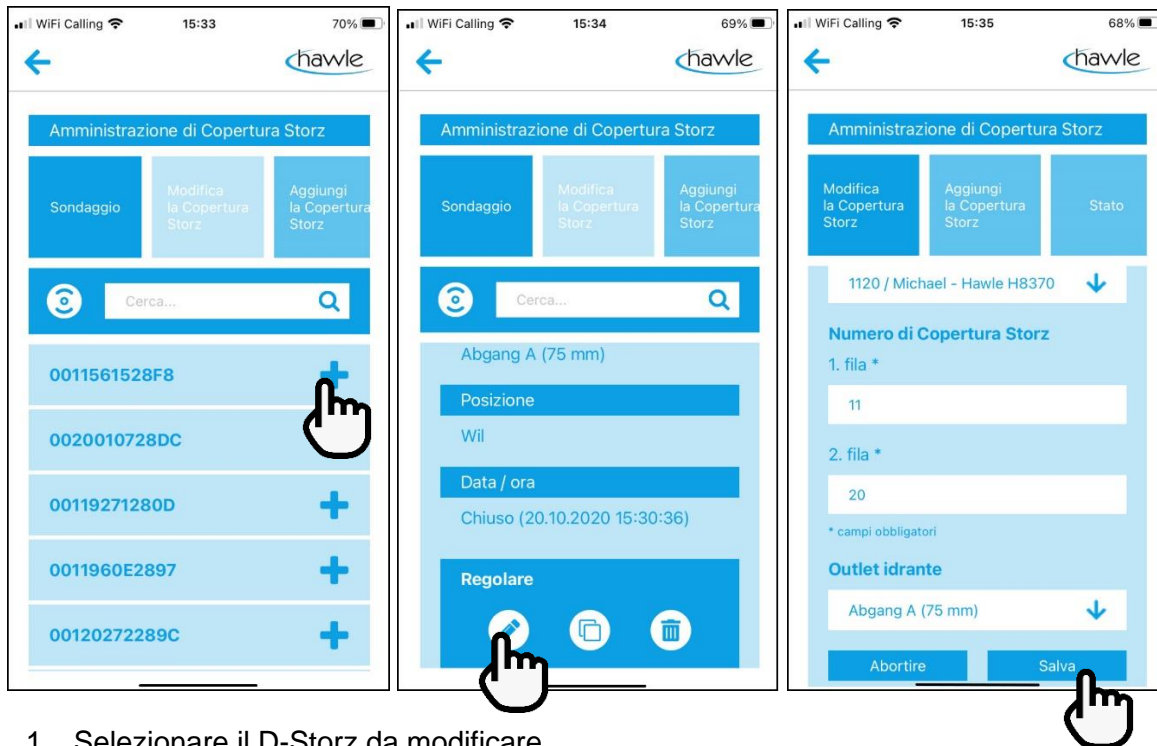 WiFi Calling 15:33 70%
hawle
Amministrazione di Copertura Storz
Sondaggio
Modifica
la Copertura
Storz
Aggiungi
la Copertura
Storz
Cerca...
0011561528F8
0020010728DC
00119271280D
0011960E2897
00120272289C
WiFi Calling 15:34 69%
hawle
Amministrazione di Copertura Storz
Sondaggio
Modifica
la Copertura
Storz
Aggiungi
la Copertura
Storz
Cerca...
Abgang A (75 mm)
Posizione
Wil
Data / ora
Chiuso (20.10.2020 15:30:36)
Regolare
WiFi Calling 15:35 68%
hawle
Amministrazione di Copertura Storz
Modifica
la Copertura
Storz
Aggiungi
la Copertura
Storz
Stato
1120 / Michael - Hawle H8370
Numero di Copertura Storz
1. fila *
11
2. fila *
20
* campi obbligatori
Outlet idrante
Abgang A (75 mm)
Abortire
Salva
1. Selezionare il D-Storz da modificare